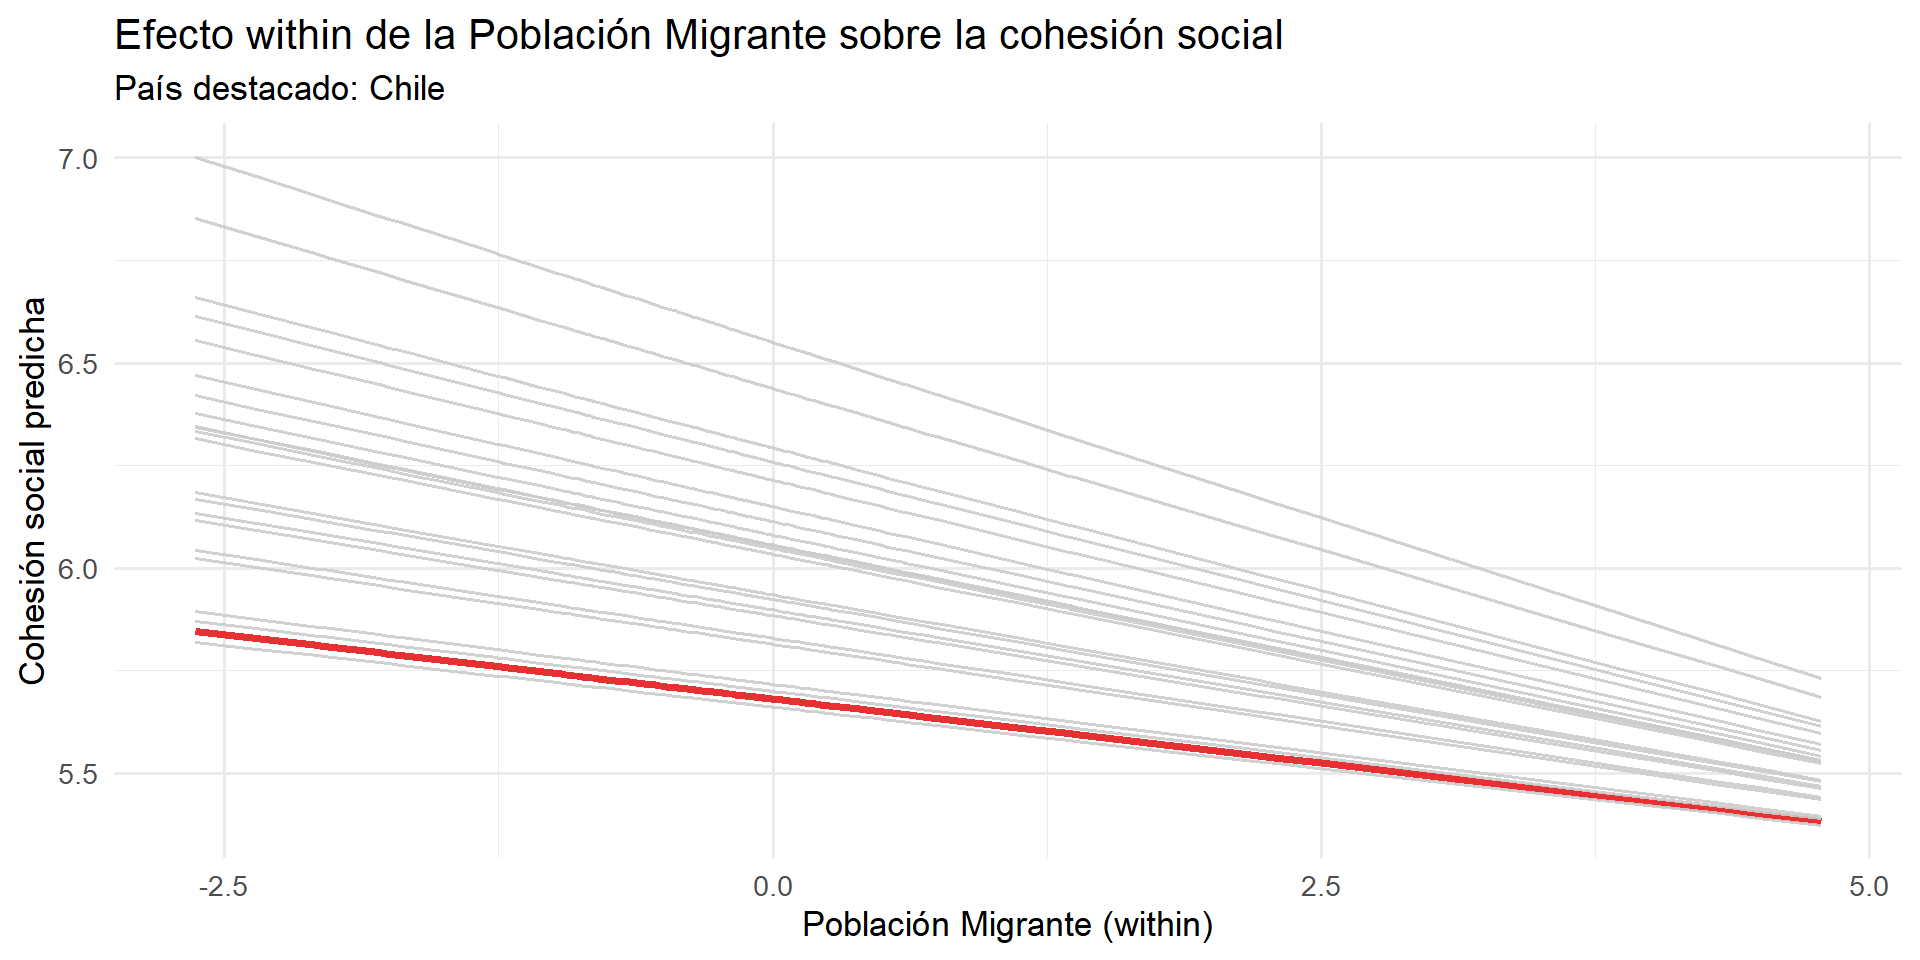 Efecto within de la Población Migrante sobre la cohesión social
País destacado: Chile
Cohesión social predicha
7.0
6.5
6.0
5.5
-2.5
0.0
2.5
5.0
Población Migrante (within)